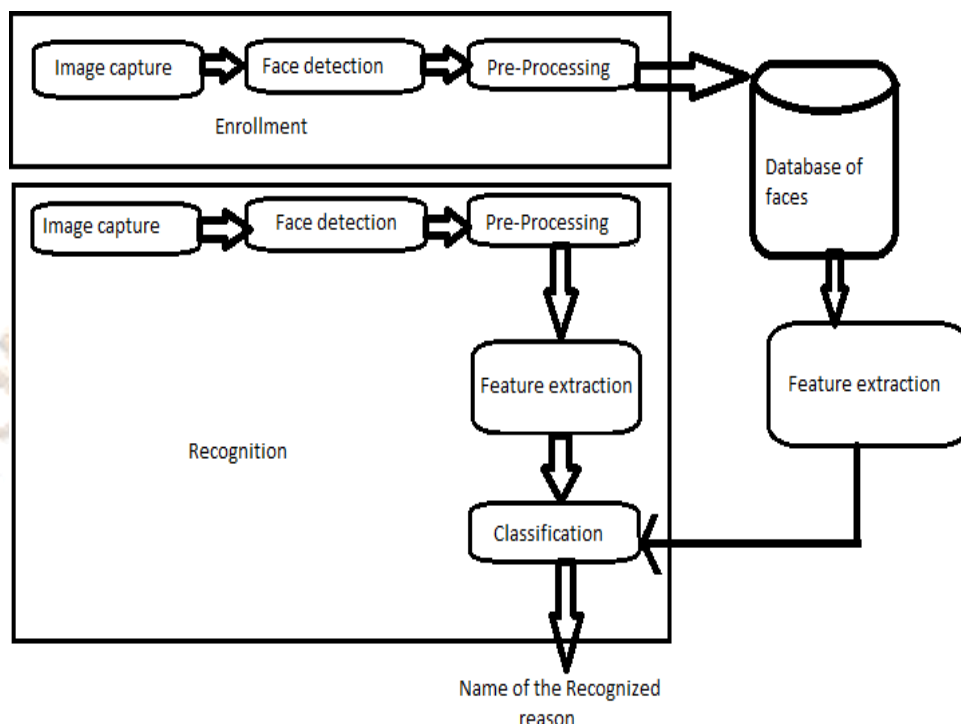 Image capture
Face detection
Pre-Processing
Enrollment
Database of
faces
Image capture
Face detection
Pre-Processing
Feature extraction
Feature extraction
Recognition
Classification
Name of the Recognized
reason